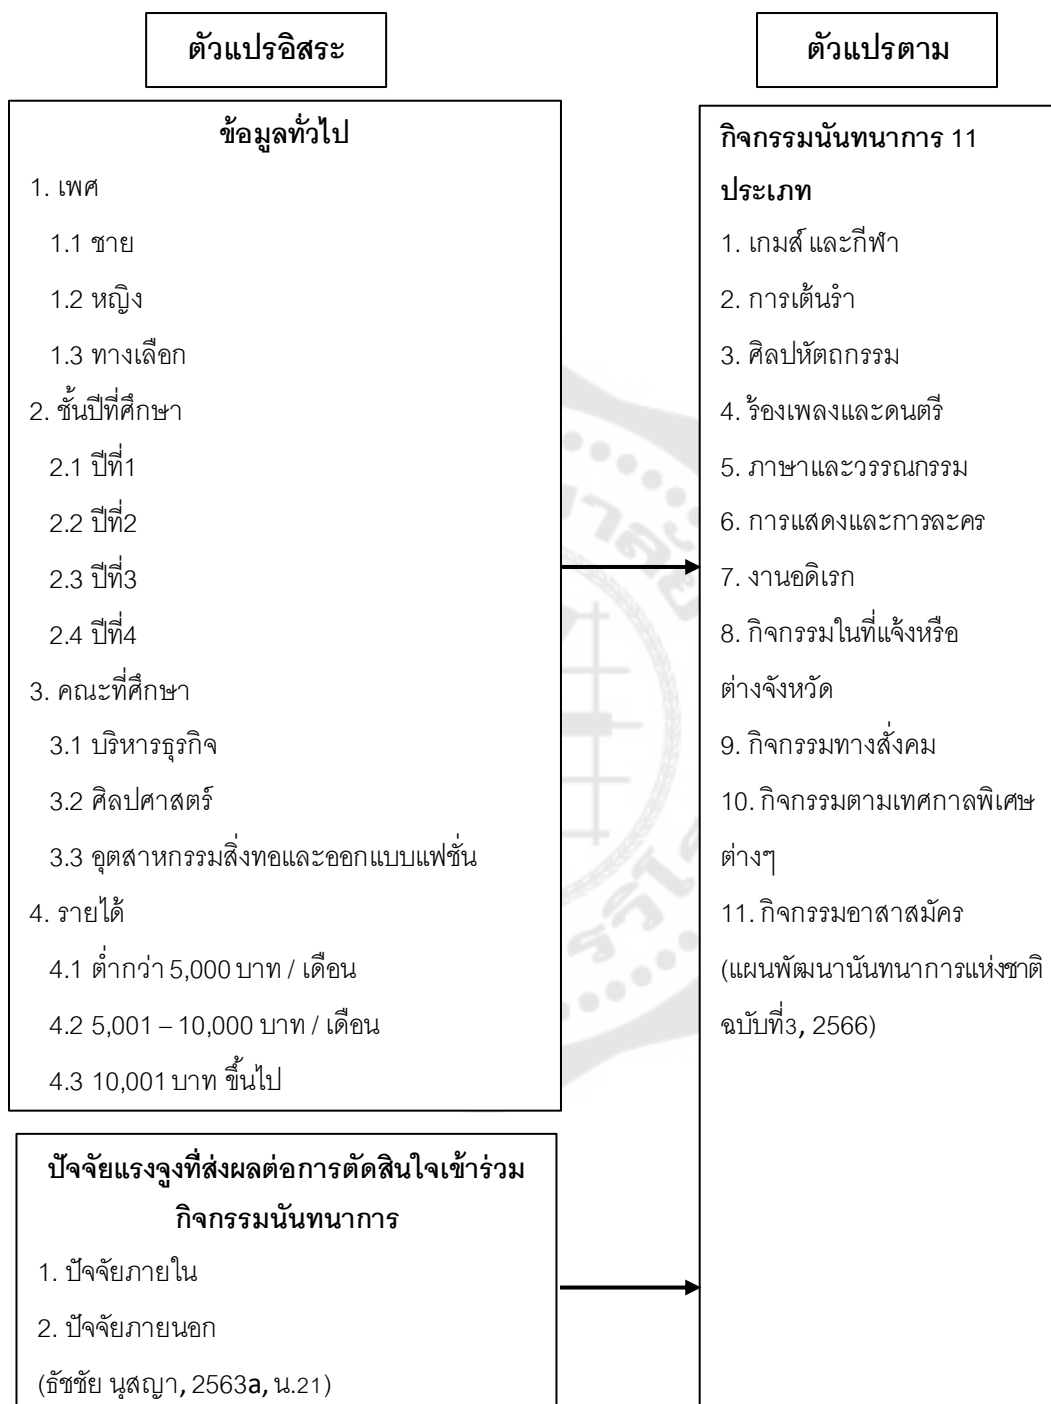 ตัวแปรอิสระ
ข้อมูลทั่วไป
1. เพศ
1.1 ชาย
1.2 หญิง
1.3 ทางเลือก
2. ชั้นปีที่ศึกษา
2.1 ปีที่1
2.2 ปีที่2
2.3 ปีที่3
2.4 ปีที่4
3. คณะที่ศึกษา
3.1 บริหารธุรกิจ
3.2 ศิลปศาสตร์
3.3 อุตสาหกรรมสิ่งทอและออกแบบแฟชั่น
4. รายได้
4.1 ต่ำกว่า 5,000 บาท / เดือน
4.2 5,001 – 10,000 บาท / เดือน
4.3 10,001 บาท ขึ้นไป
ปัจจัยแรงจูงที่ส่งผลต่อการตัดสินใจเข้าร่วม
กิจกรรมนันทนาการ
1. ปัจจัยภายใน
2. ปัจจัยภายนอก
(ธัชชัย นุสญา, 2563a, น.21)
ตัวแปรตาม
กิจกรรมนันทนาการ 11
ประเภท
1. เกมส์ และกีฬา
2. การเต้นรำ
3. ศิลปหัตถกรรม
4. ร้องเพลงและดนตรี
5. ภาษาและวรรณกรรม
6. การแสดงและการละคร
7. งานอดิเรก
8. กิจกรรมในที่แจ้งหรือ
ต่างจังหวัด
9. กิจกรรมทางสั่งคม
10. กิจกรรมตามเทศกาลพิเศษ
ต่างๆ
11. กิจกรรมอาสาสมัคร
(แผนพัฒนานันทนาการแห่งชาติ
ฉบับที่3, 2566)